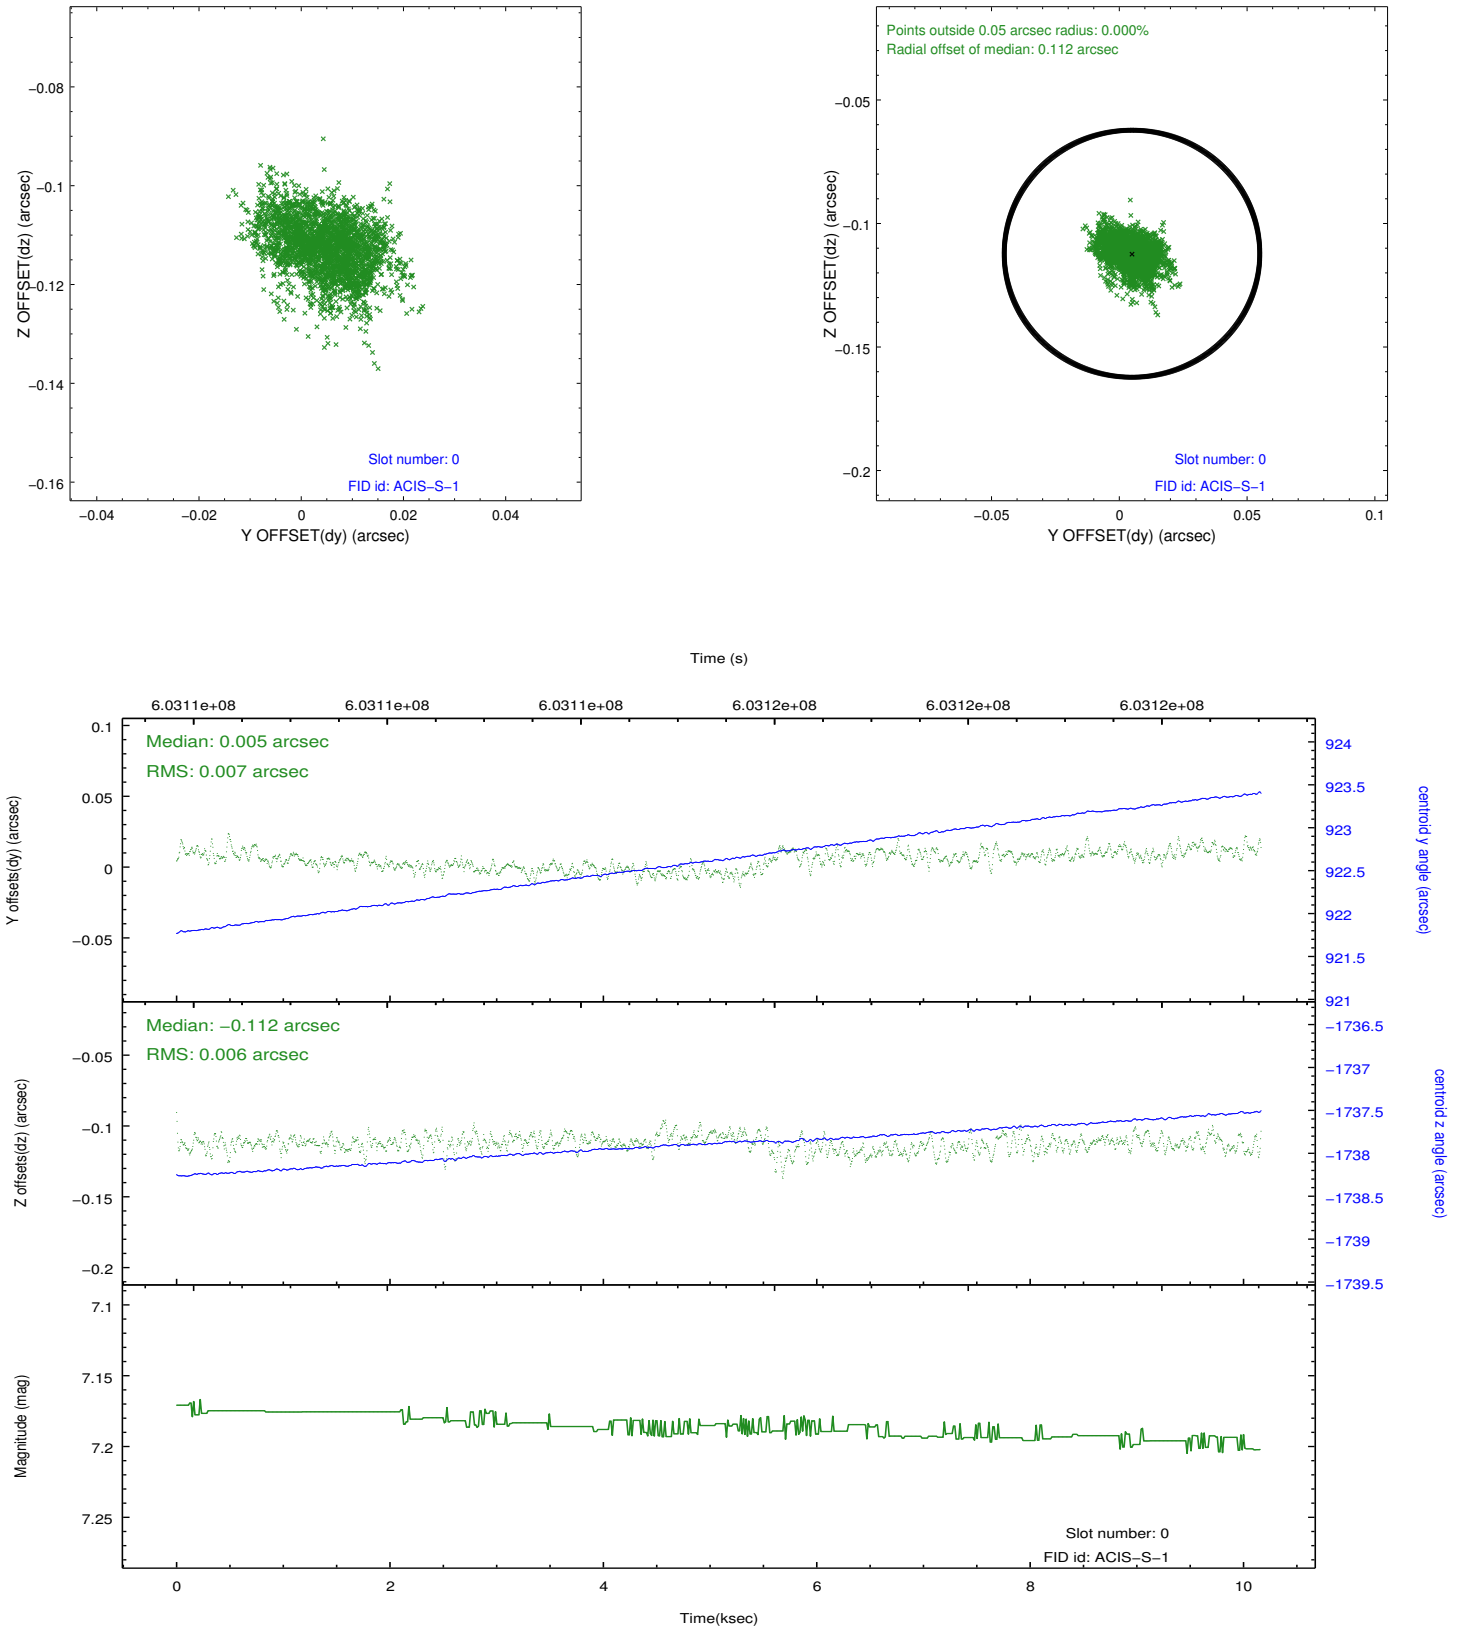 −0.08
−0.1
−0.12
−0.14
−0.16
Z OFFSET(dz) (arcsec)
Slot number: 0
FID id: ACIS−S−1
−0.04 −0.02 0 0.02 0.04
Y OFFSET(dy) (arcsec)
Points outside 0.05 arcsec radius: 0.000%
Radial offset of median: 0.112 arcsec
−0.05
−0.1
−0.15
−0.2
Z OFFSET(dz) (arcsec)
Slot number: 0
FID id: ACIS−S−1
−0.05 0 0.05 0.1
Y OFFSET(dy) (arcsec)
Time (s)
6.0311e+08 6.0311e+08 6.0311e+08 6.0312e+08 6.0312e+08 6.0312e+08
Median: 0.005 arcsec
RMS: 0.007 arcsec
0.1
0.05
0
−0.05
Y offsets(dy) (arcsec)
924
923.5
923
922.5
922
921.5
921
centroid y angle (arcsec)
Median: −0.112 arcsec
RMS: 0.006 arcsec
−0.05
−0.1
−0.15
−0.2
Z offsets(dz) (arcsec)
−1736.5
−1737
−1737.5
−1738
−1738.5
−1739
−1739.5
centroid z angle (arcsec)
7.1
7.15
7.2
7.25
Magnitude (mag)
Slot number: 0
FID id: ACIS−S−1
0 2 4 6 8 10
Time(ksec)